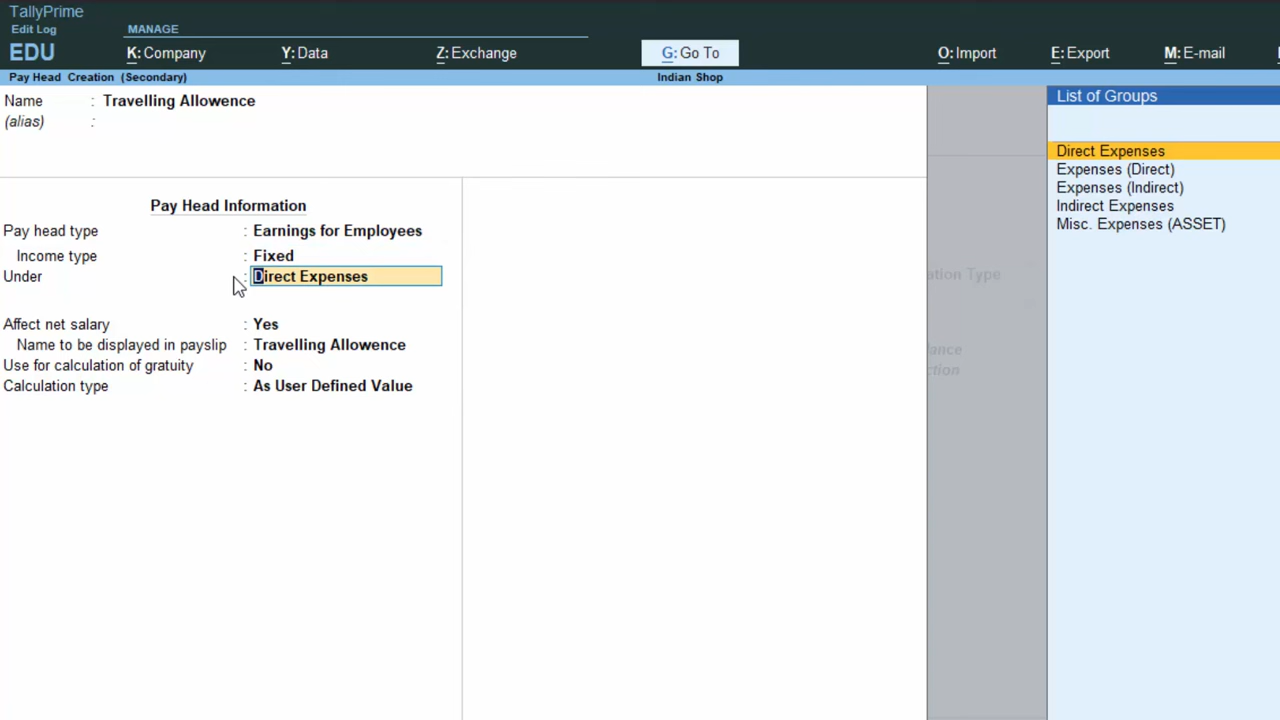 TallyPrime
Edit Log
MANAGE
EDU
K: Company
Y: Data
Z: Exchange
G: Go To
O: Import
E: Export
M: E-mail
Pay Head Creation (Secondary)
Indian Shop
Name : Travelling Allowence
(alias) :
Pay Head Information
Pay head type : Earnings for Employees
Income type : Fixed
Under : Direct Expenses
Affect net salary : Yes
Name to be displayed in payslip : Travelling Allowence
Use for calculation of gratuity : No
Calculation type : As User Defined Value
List of Groups
Direct Expenses
Expenses (Direct)
Expenses (Indirect)
Indirect Expenses
Misc. Expenses (ASSET)
Type